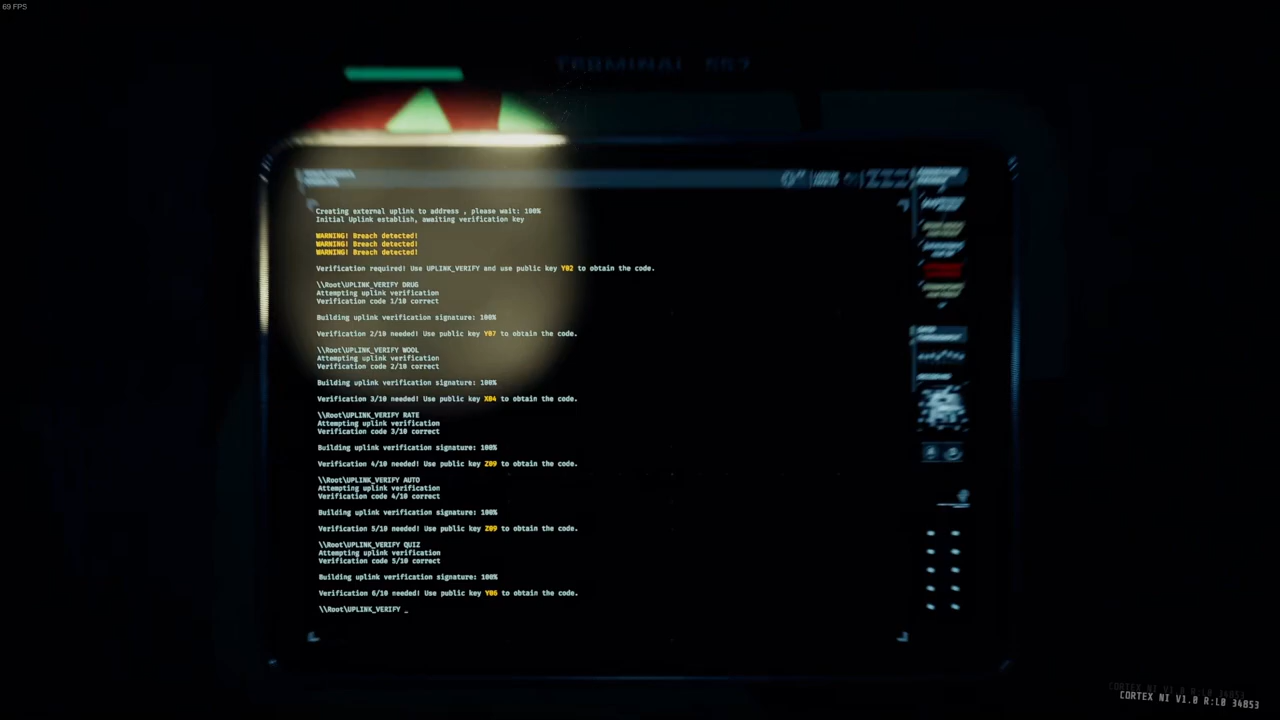 69 FPS
TERMINAL 557
Creating external uplink to address , please wait: 100%
Initial Uplink establish, awaiting verification key
WARNING! Breach detected!
WARNING! Breach detected!
WARNING! Breach detected!
Verification required! Use UPLINK_VERIFY and use public key Y02 to obtain the code.
\\Root\UPLINK_VERIFY DRUG
Attempting uplink verification
Verification code 1/10 correct
Building uplink verification signature: 100%
Verification 2/10 needed! Use public key Y07 to obtain the code.
\\Root\UPLINK_VERIFY WOOL
Attempting uplink verification
Verification code 2/10 correct
Building uplink verification signature: 100%
Verification 3/10 needed! Use public key X04 to obtain the code.
\\Root\UPLINK_VERIFY RATE
Attempting uplink verification
Verification code 3/10 correct
Building uplink verification signature: 100%
Verification 4/10 needed! Use public key Z09 to obtain the code.
\\Root\UPLINK_VERIFY AUTO
Attempting uplink verification
Verification code 4/10 correct
Building uplink verification signature: 100%
Verification 5/10 needed! Use public key Z09 to obtain the code.
\\Root\UPLINK_VERIFY QUIZ
Attempting uplink verification
Verification code 5/10 correct
Building uplink verification signature: 100%
Verification 6/10 needed! Use public key Y06 to obtain the code.
\\Root\UPLINK_VERIFY _
CORTEX NI V1.0 R:L0 34853